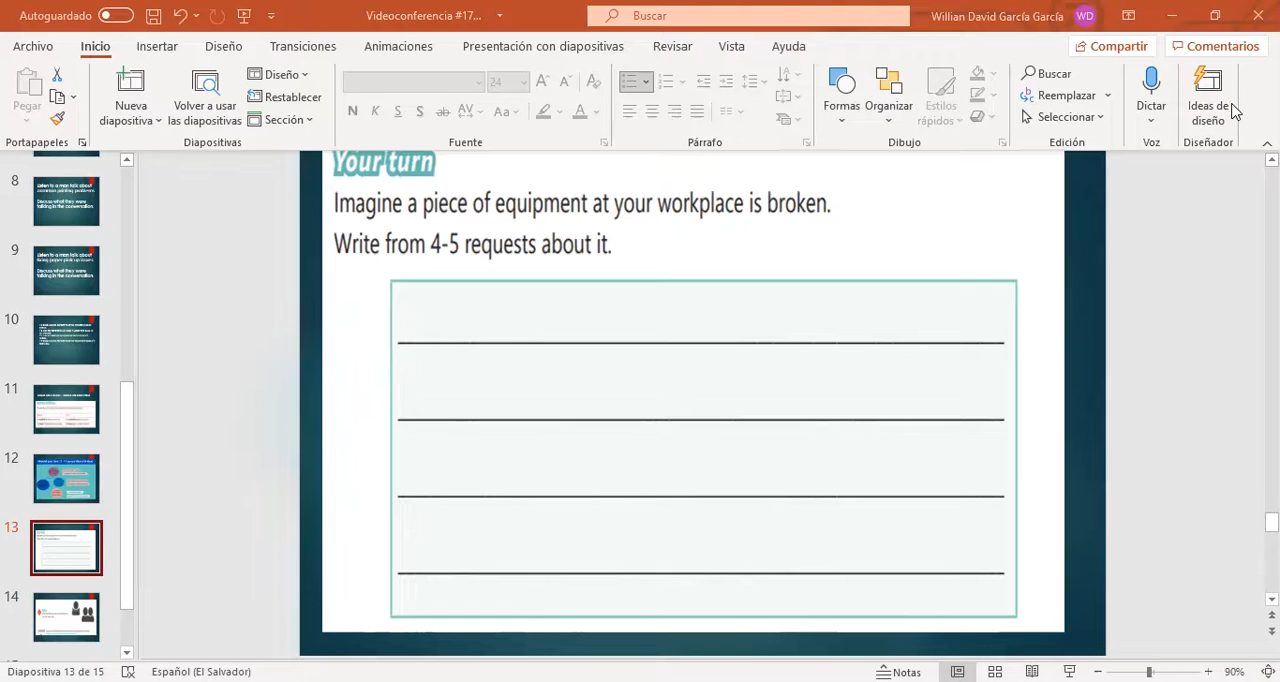 Autoguardado
Videoconferencia #17...
Buscar
Willian David García García
WD
Archivo
Inicio
Insertar
Diseño
Transiciones
Animaciones
Presentación con diapositivas
Revisar
Vista
Ayuda
Compartir
Comentarios
Pegar
Nueva
diapositiva
Volver a usar
las diapositivas
Diseño
Restablecer
Sección
24
N K S S ab AV Aa A
Formas
Organizar
Estilos
rápidos
Buscar
Reemplazar
Seleccionar
Dictar
Ideas de
diseño
Portapapeles
Diapositivas
Fuente
Párrafo
Dibujo
Edición
Voz
Diseñador
8
9
10
11
12
13
14
Your turn
Imagine a piece of equipment at your workplace is broken.
Write from 4-5 requests about it.
Diapositiva 13 de 15
Español (El Salvador)
Notas
90%